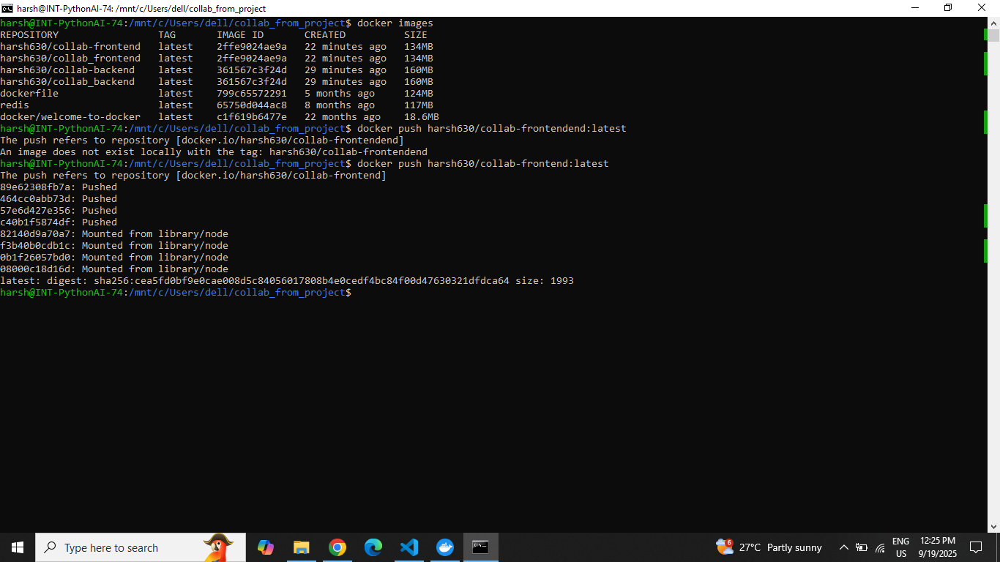 harsh@INT-PythonAI-74: /mnt/c/Users/dell/collab_from_project
harsh@INT-PythonAI-74:/mnt/c/Users/dell/collab_from_project$ docker images
REPOSITORY TAG IMAGE ID CREATED SIZE
harsh630/collab-frontend latest 2ffe9024ae9a 22 minutes ago 134MB
harsh630/collab_frontend latest 2ffe9024ae9a 22 minutes ago 134MB
harsh630/collab-backend latest 361567c3f24d 29 minutes ago 160MB
harsh630/collab_backend latest 361567c3f24d 29 minutes ago 160MB
dockerfile latest 799c65572291 5 months ago 124MB
redis latest 65750d044ac8 8 months ago 117MB
docker/welcome-to-docker latest c1f619b6477e 22 months ago 18.6MB
harsh@INT-PythonAI-74:/mnt/c/Users/dell/collab_from_project$ docker push harsh630/collab-frontendend:latest
The push refers to repository [docker.io/harsh630/collab-frontendend]
An image does not exist locally with the tag: harsh630/collab-frontendend
harsh@INT-PythonAI-74:/mnt/c/Users/dell/collab_from_project$ docker push harsh630/collab-frontend:latest
The push refers to repository [docker.io/harsh630/collab-frontend]
89e62308fb7a: Pushed
464cc0abb73d: Pushed
57e6d427e356: Pushed
c40b1f5874df: Pushed
82140d9a70a7: Mounted from library/node
f3b40b0cdb1c: Mounted from library/node
0b1f26057bd0: Mounted from library/node
08000c18d16d: Mounted from library/node
latest: digest: sha256:cea5fd0bf9e0cae008d5c84056017808b4e0cedf4bc84f00d47630321dfdca64 size: 1993
harsh@INT-PythonAI-74:/mnt/c/Users/dell/collab_from_project$
Type here to search
6
27°C Partly sunny
ENG
US
12:25 PM
9/19/2025